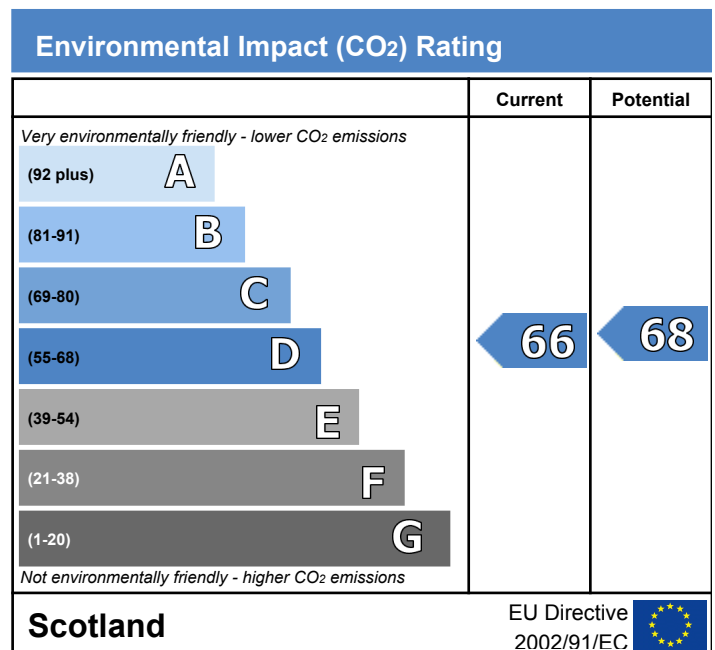 Environmental Impact (CO2) Rating
Current Potential
Very environmentally friendly - lower CO2 emissions
(92 plus) A
(81-91) B
(69-80) C
(55-68) D
66 68
(39-54) E
(21-38) F
(1-20) G
Not environmentally friendly - higher CO2 emissions
Scotland
EU Directive
2002/91/EC